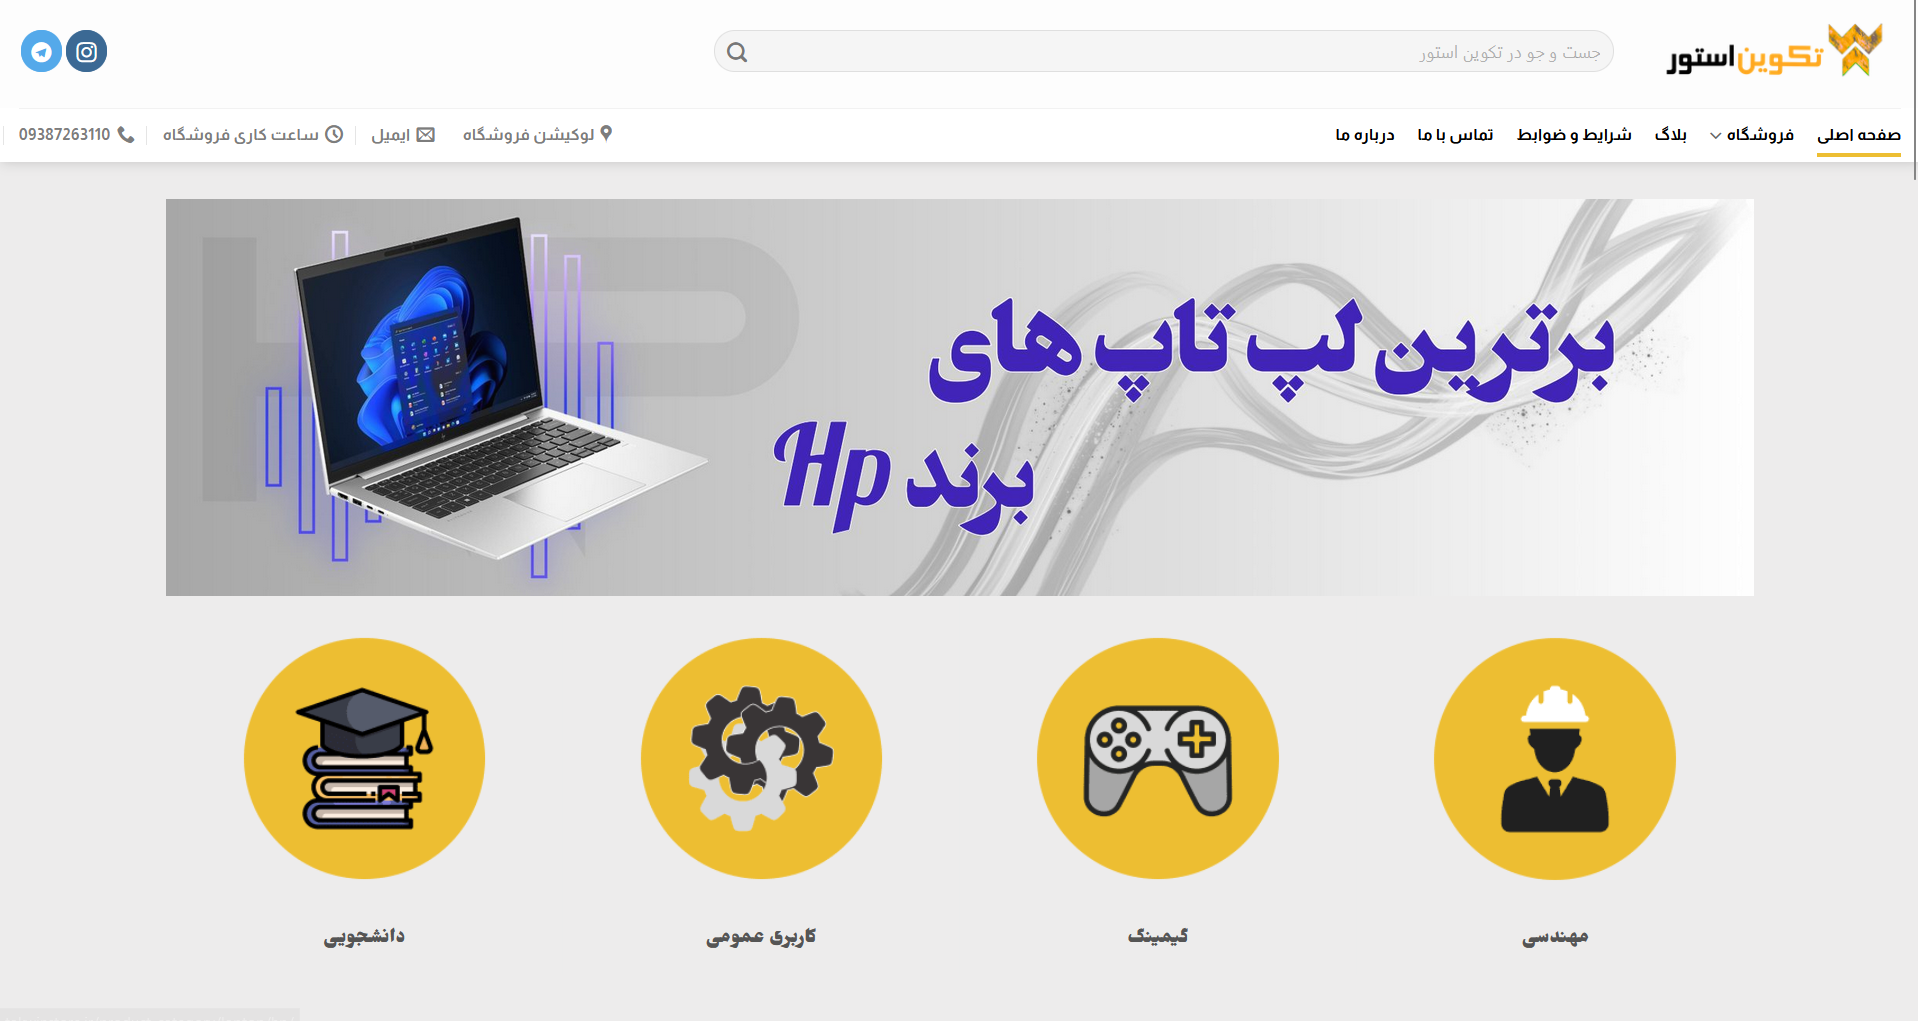 تکوین استور
جست و جو در تکوین استور
صفحه اصلی
فروشگاه
بلاگ
شرایط و ضوابط
تماس با ما
درباره ما
لوکیشن فروشگاه
ایمیل
ساعت کاری فروشگاه
09387263110
برترین لپ تاپ های
برند Hp
مهندسی
گیمینگ
کاربری عمومی
دانشجویی